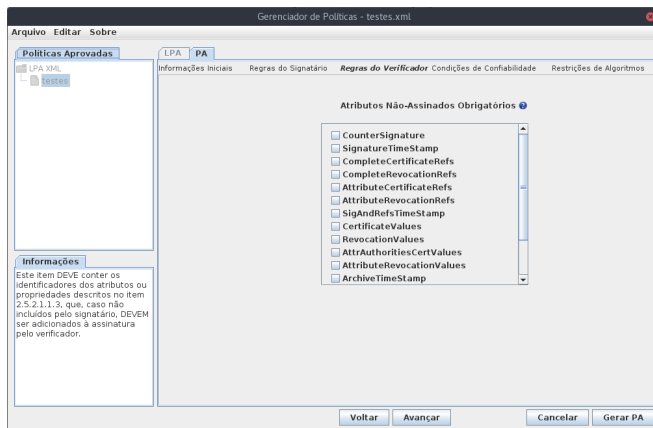 Gerenciador de Políticas - testes.xml
Arquivo Editar Sobre
Políticas Aprovadas
LPA XML
testes
LPA PA
Informações Iniciais Regras do Signatário Regras do Verificador Condições de Confiabilidade Restrições de Algoritmos
Atributos Não-Assinados Obrigatórios ?
CounterSignature
SignatureTimeStamp
CompleteCertificateRefs
CompleteRevocationRefs
AttributeCertificateRefs
AttributeRevocationRefs
SigAndRefsTimeStamp
CertificateValues
RevocationValues
AttrAuthoritiesCertValues
AttributeRevocationValues
ArchiveTimeStamp
Informações
Este item DEVE conter os
identificadores dos atributos ou
propriedades descritos no item
2.5.2.1.1.3, que, caso não
incluídos pelo signatário, DEVEM
ser adicionados à assinatura
pelo verificador.
Voltar Avançar Cancelar Gerar PA